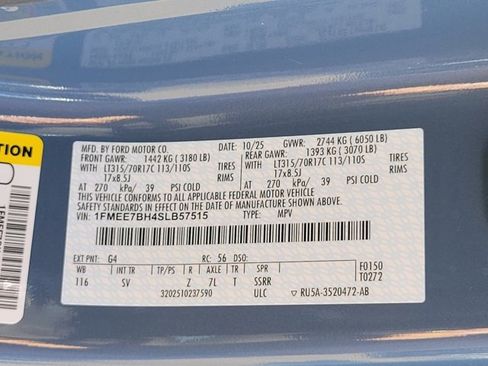 MFD. BY FORD MOTOR CO.
10/25 GVWR: 2744 KG (6050 LB)
FRONT GAWR: 1442 KG (3180 LB) REAR GAWR: 1393 KG (3070 LB)
WITH LT315/70R17C 113/110S TIRES WITH LT315/70R17C 113/110S TIRES
17x8.5J RIMS 17x8.5J RIMS
AT 270 kPa/ 39 PSI COLD AT 270 kPa/ 39 PSI COLD
THIS VEHICLE CONFORMS TO ALL APPLICABLE FEDERAL MOTOR VEHICLE
SAFETY STANDARDS IN EFFECT ON THE DATE OF MANUFACTURE SHOWN ABOVE.
VIN: 1FMEE7BH4SLB57515 TYPE: MPV
EXT PNT: G4 RC: 56 DSO:
WB INT TR TP/PS R AXLE TR SPR F0150
116 SV Z 7L T SSRR T0272
3202510237590 ULC RU5A-3520472-AB